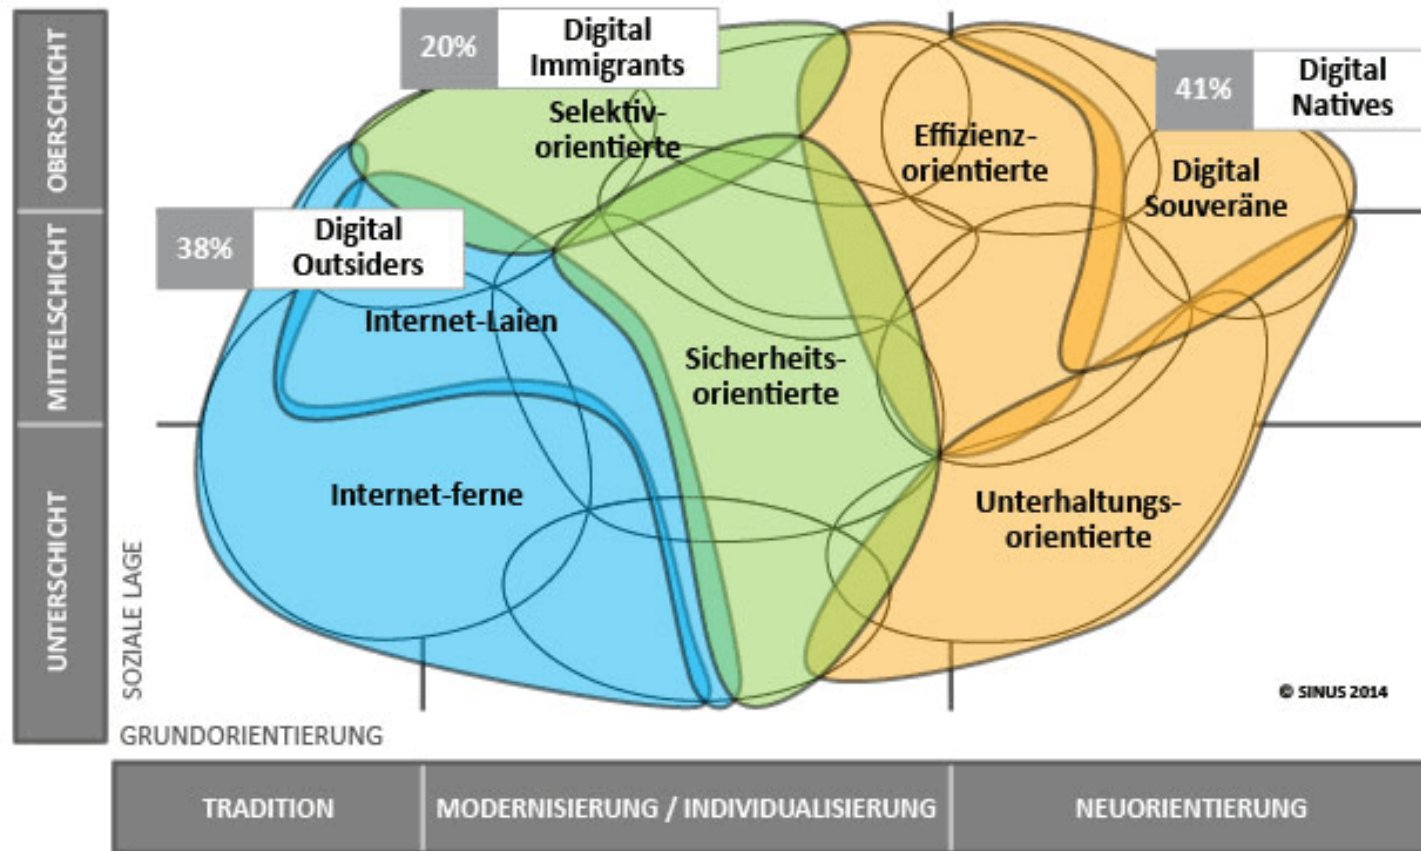 OBERSCHICHT
MITTELSCHICHT
UNTERSCHICHT
SOZIALE LAGE
20%
Digital
Immigrants
41%
Digital
Natives
38%
Digital
Outsiders
Selektiv-
orientierte
Effizienz-
orientierte
Digital
Souveräne
Internet-Laien
Sicherheits-
orientierte
Internet-ferne
Unterhaltungs-
orientierte
© SINUS 2014
GRUNDORIENTIERUNG
TRADITION
MODERNISIERUNG / INDIVIDUALISIERUNG
NEUORIENTIERUNG